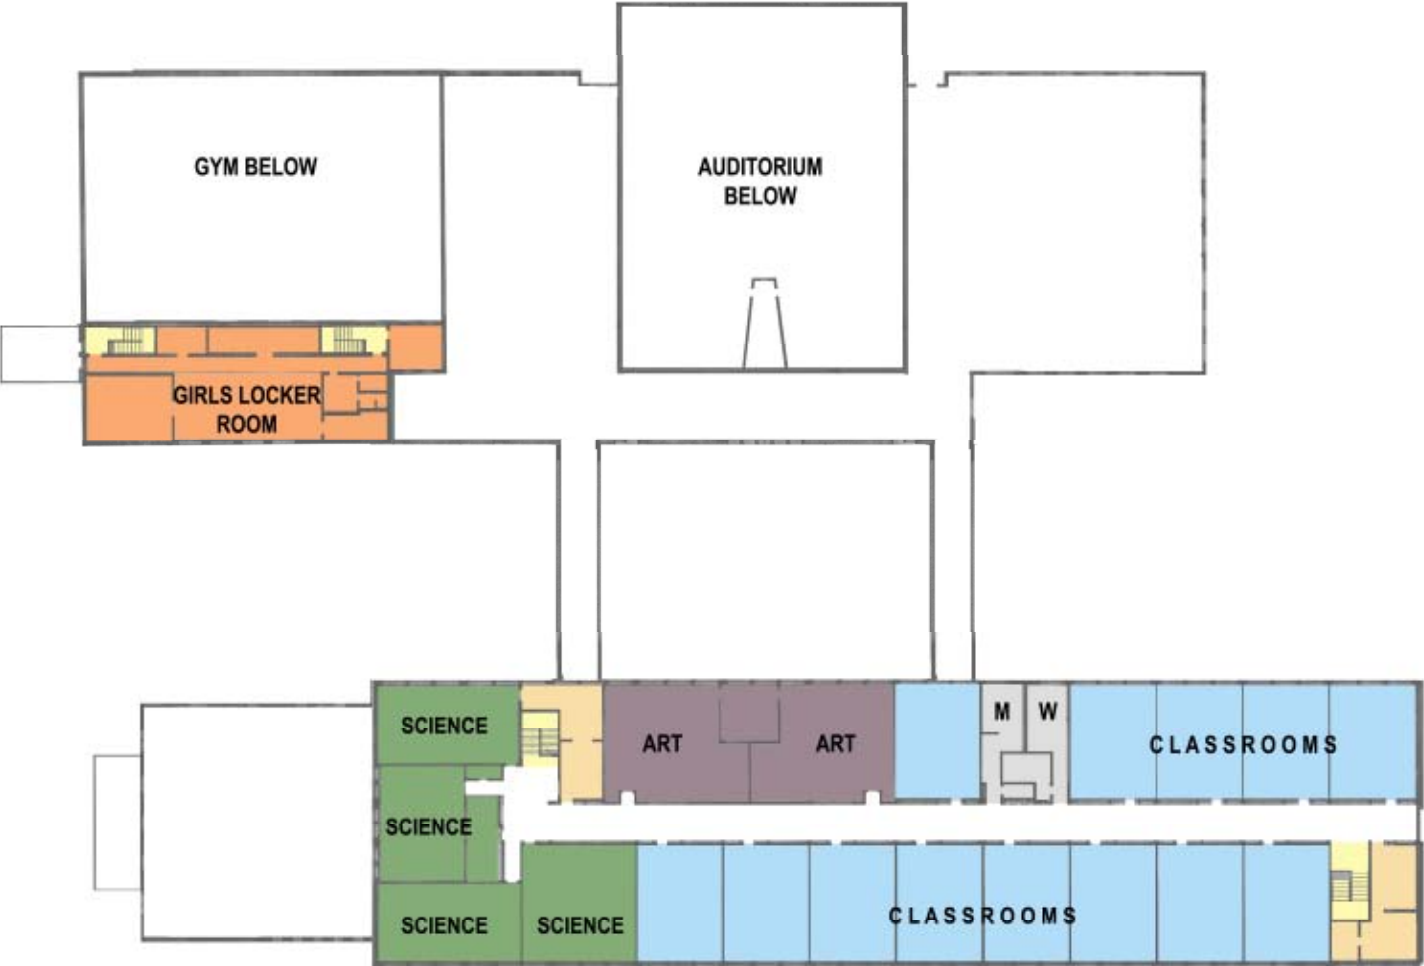 GYM BELOW
AUDITORIUM
BELOW
GIRLS LOCKER
ROOM
SCIENCE
ART
ART
M
W
CLASSROOMS
SCIENCE
SCIENCE
SCIENCE
CLASSROOMS